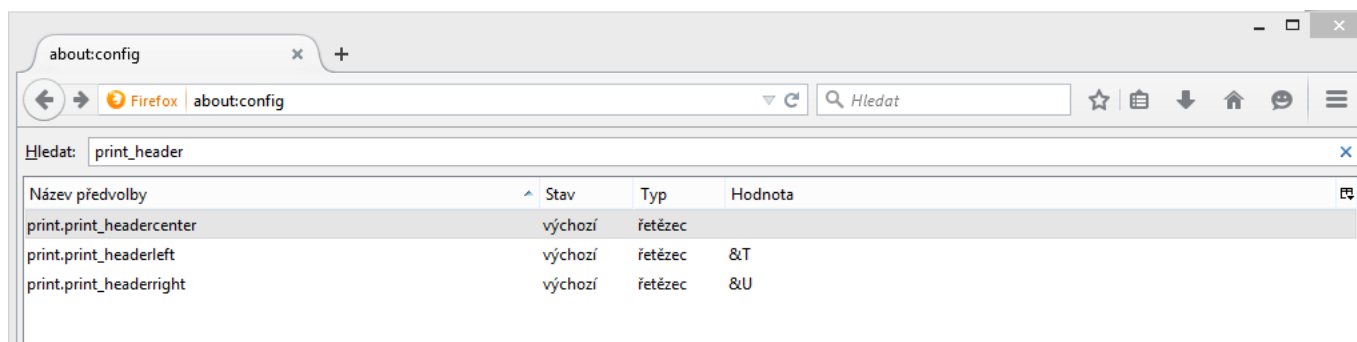 about:config
Firefox about:config Hledat
Hledat: print_header
Název předvolby Stav Typ Hodnota
print.print_headercenter výchozí řetězec
print.print_headerleft výchozí řetězec &T
print.print_headerright výchozí řetězec &U